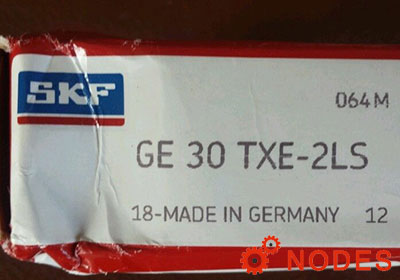 SKF
064M
GE 30 TXE-2LS
18-MADE IN GERMANY 12
NODES